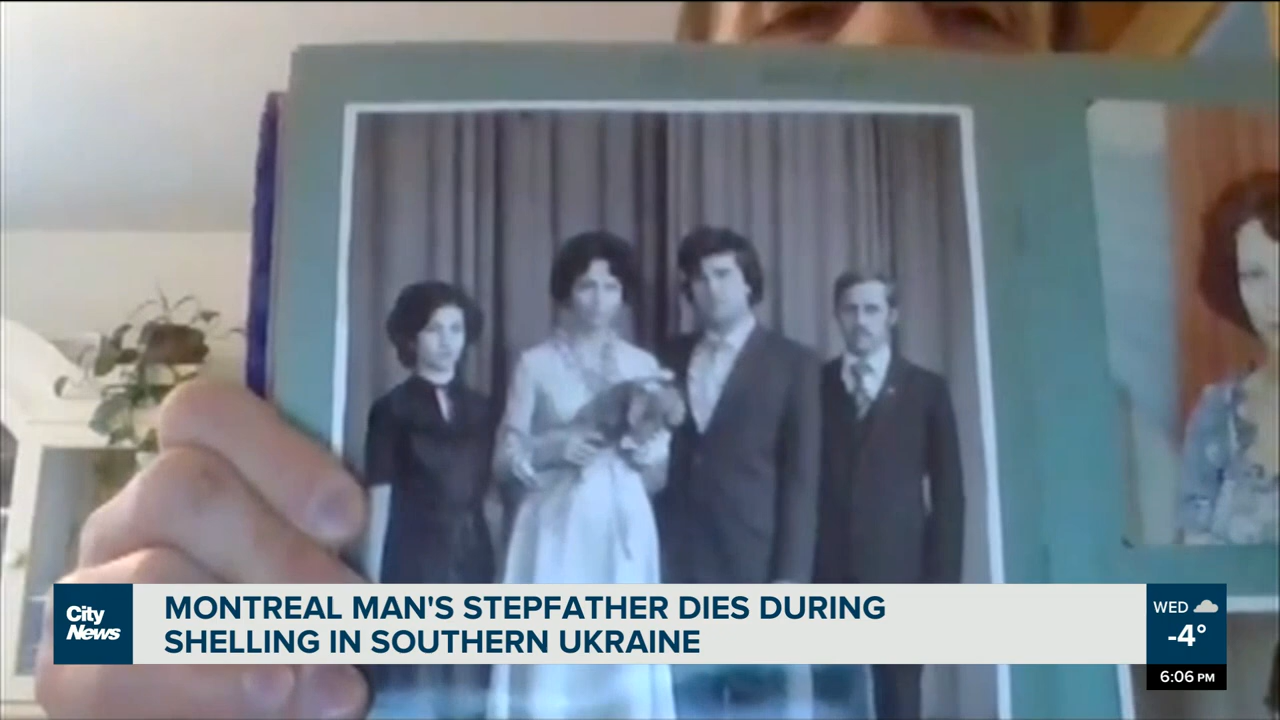 City
News
MONTREAL MAN'S STEPFATHER DIES DURING
SHELLING IN SOUTHERN UKRAINE
WED
-4°
6:06 PM